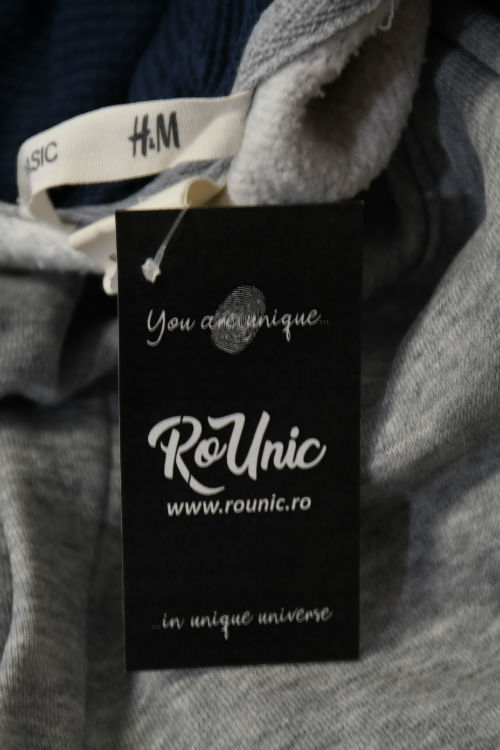 ASIC H&M
You are unique...
RoUnic
www.rounic.ro
...in unique universe